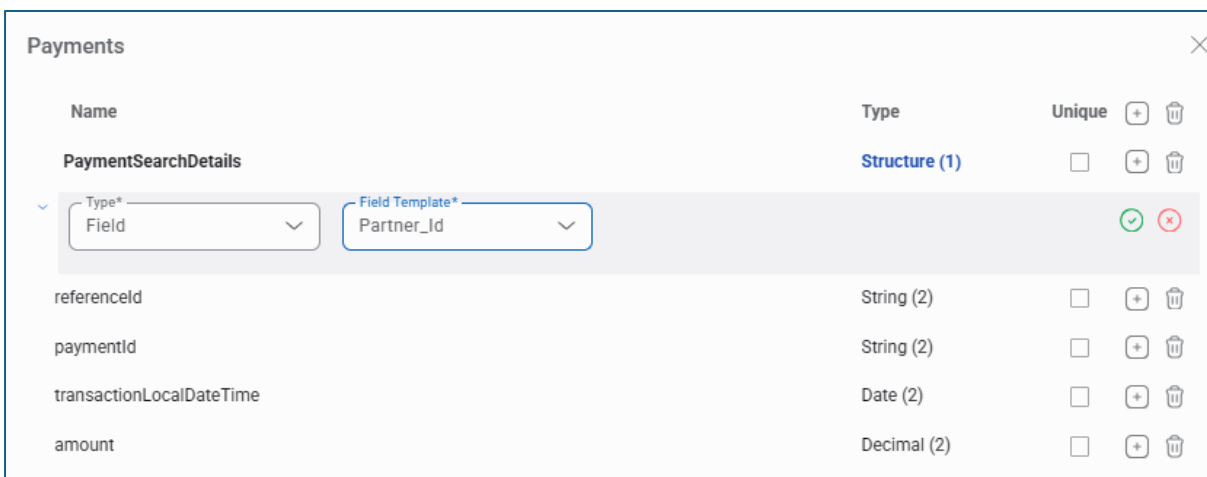 Payments
Name Type Unique
PaymentSearchDetails Structure (1)
Type* Field Template*
Field Partner_Id
referenceId String (2)
paymentId String (2)
transactionLocalDateTime Date (2)
amount Decimal (2)